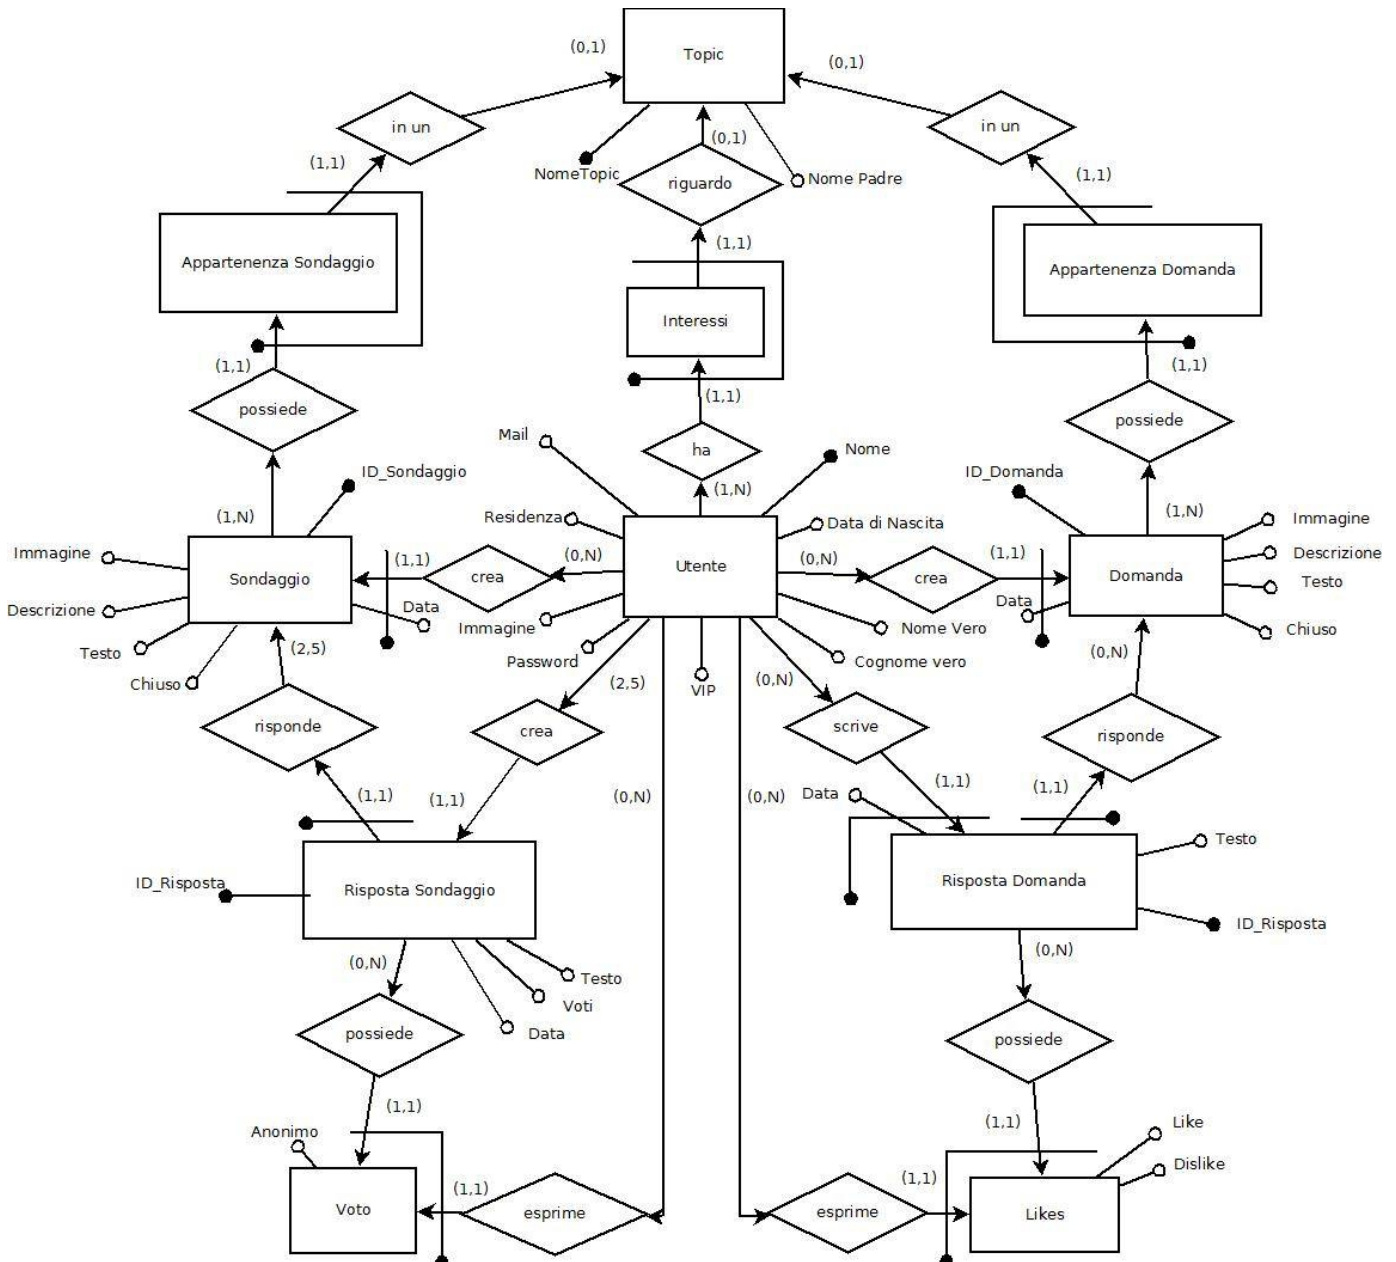 Topic
(0,1)
(0,1)
in un
in un
(0,1)
(1,1)
NomeTopic
riguardo
Nome Padre
(1,1)
(1,1)
Appartenenza Sondaggio
Appartenenza Domanda
Interessi
(1,1)
(1,1)
(1,1)
possiede
possiede
Mail
ha
Nome
ID_Sondaggio
ID_Domanda
(1,N)
(1,N)
(1,N)
Residenza
Data di Nascita
Immagine
Immagine
(1,1)
(0,N)
(0,N)
(1,1)
Descrizione
Sondaggio
crea
Utente
crea
Domanda
Testo
Descrizione
Data
Data
Immagine
Nome Vero
Chiuso
Testo
(2,5)
Password
Cognome vero
(0,N)
Chiuso
(2,5)
VIP
(0,N)
risponde
crea
scrive
risponde
(1,1)
(1,1)
(0,N)
(0,N)
Data
(1,1)
(1,1)
Testo
ID_Risposta
Risposta Sondaggio
Risposta Domanda
ID_Risposta
(0,N)
(0,N)
Testo
Voti
Data
possiede
possiede
(1,1)
(1,1)
Like
Anonimo
Dislike
(1,1)
(1,1)
Voto
esprime
esprime
Likes